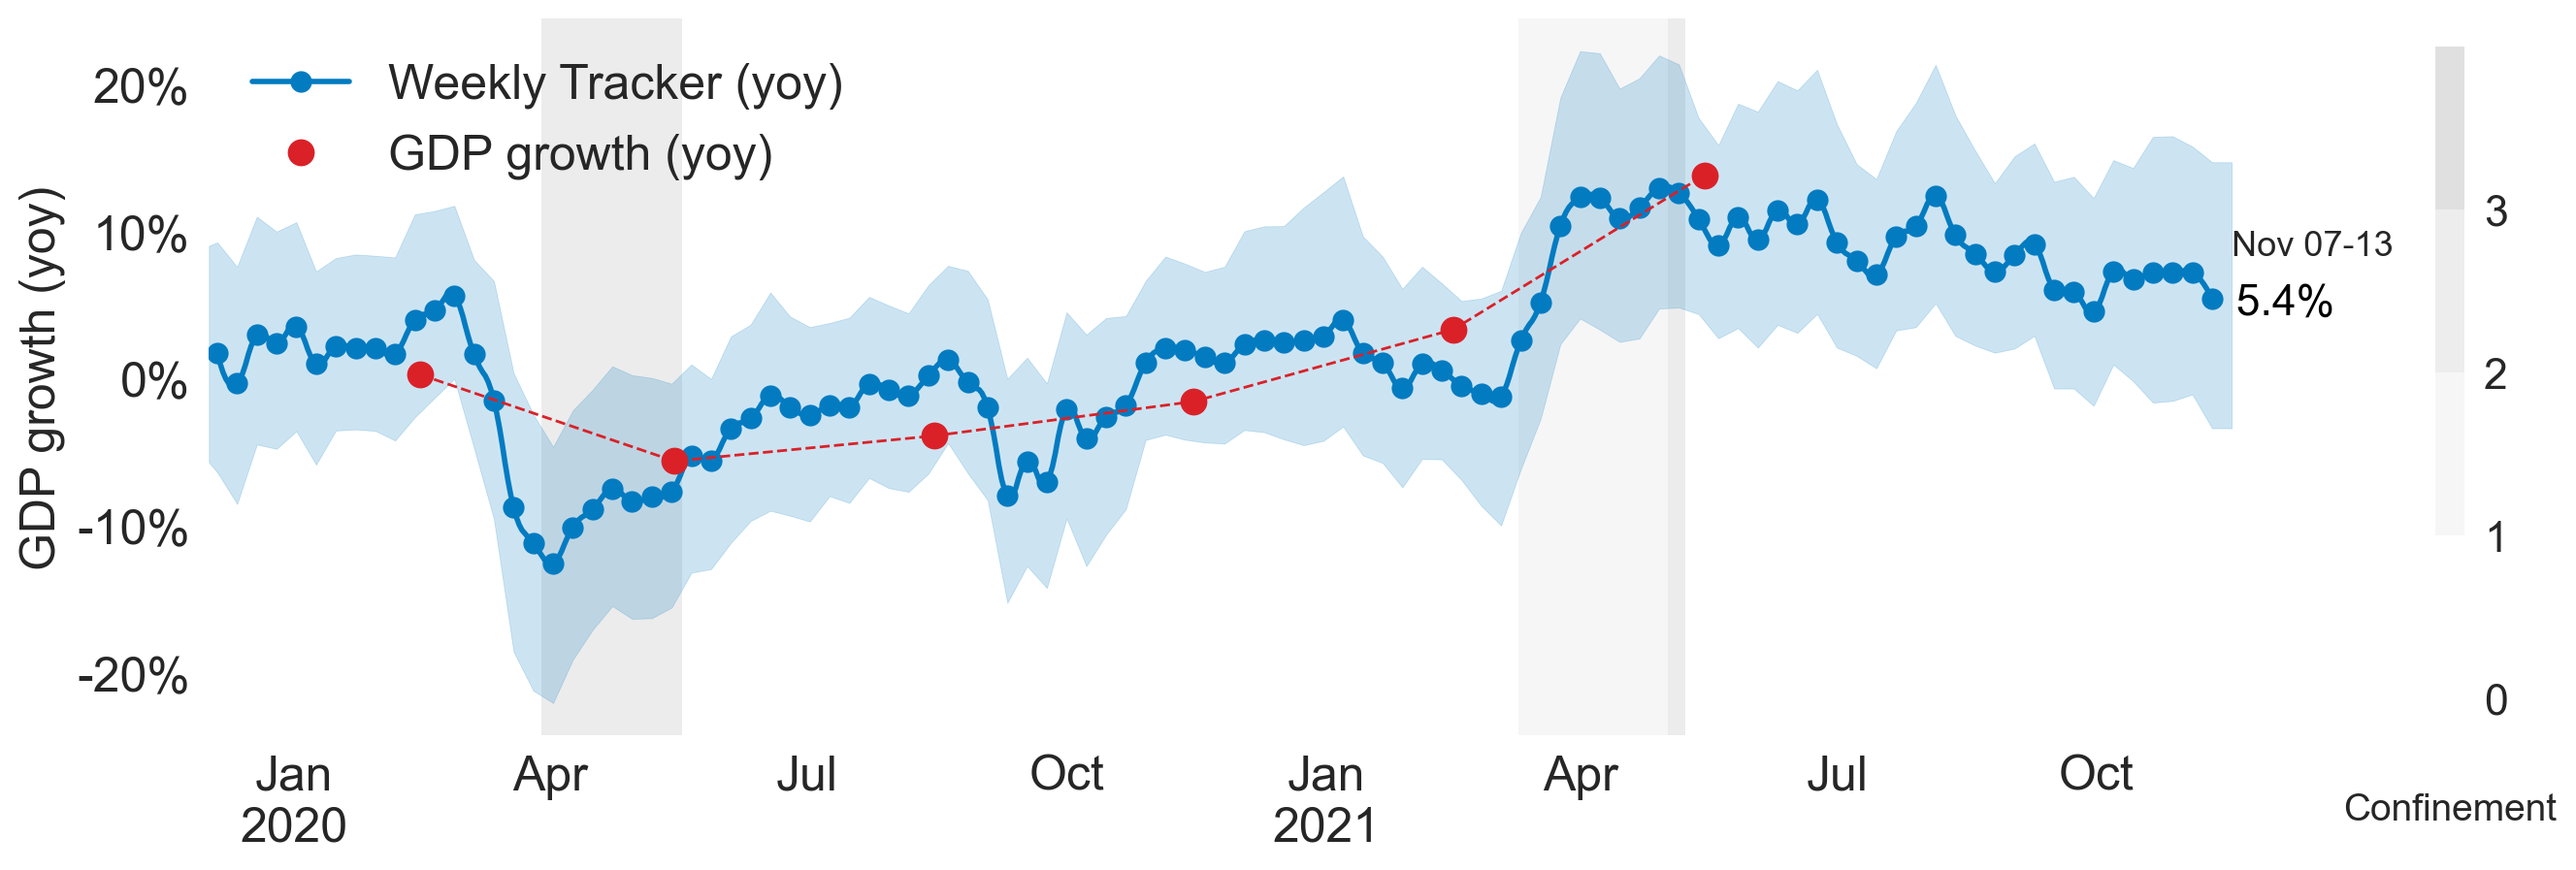 Weekly Tracker (yoy)
GDP growth (yoy)
GDP growth (yoy)
20%
10%
0%
-10%
-20%
Nov 07-13
5.4%
3
2
1
0
Jan Apr Jul Oct Jan Apr Jul Oct
2020 2021
Confinement